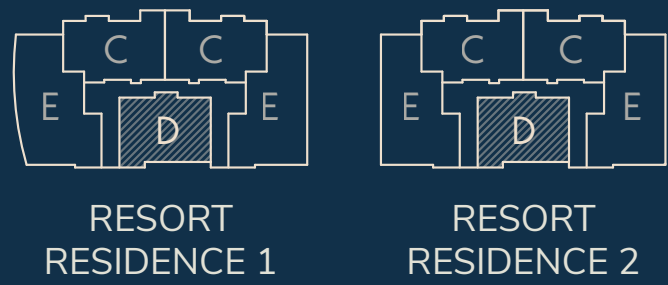 C C C C
E D E E D E
RESORT RESORT
RESIDENCE 1 RESIDENCE 2